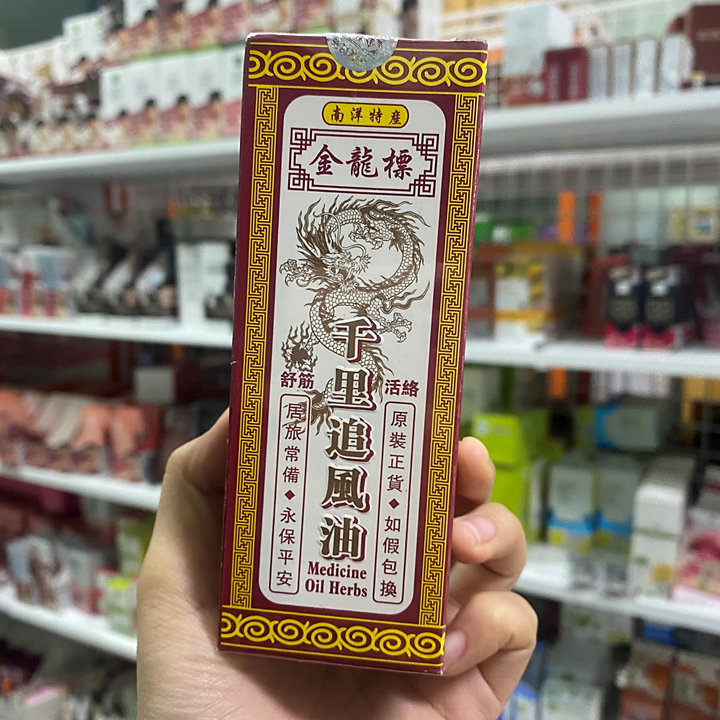 南洋特產
金龍標
千里追風油
舒筋
活絡
居旅常備◆永保平安
原裝正貨◆如假包換
Medicine
Oil Herbs